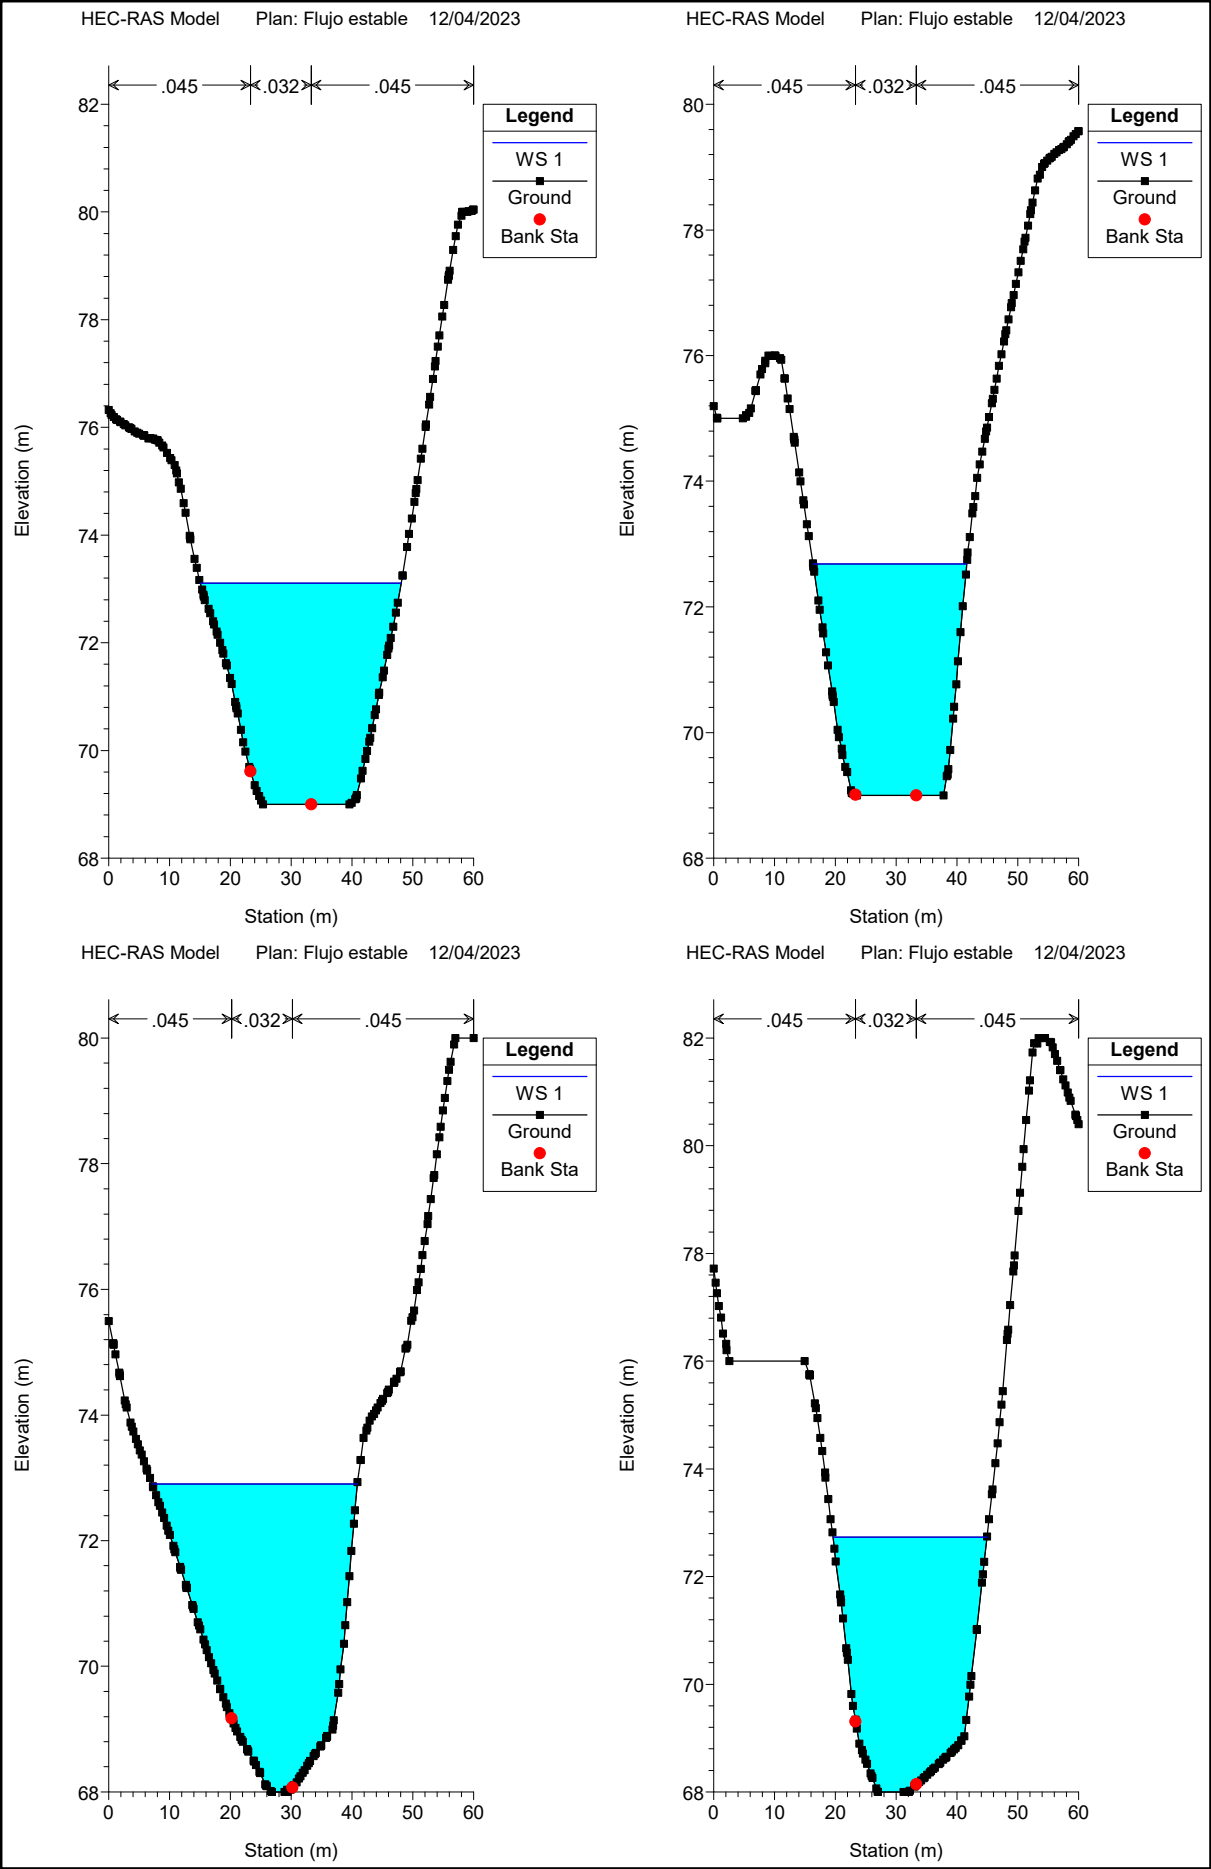 HEC-RAS Model Plan: Flujo estable 12/04/2023
.045 .032 .045
82
80
78
76
74
72
70
68
0 10 20 30 40 50 60
Station (m)
Elevation (m)
Legend
WS 1
Ground
Bank Sta
HEC-RAS Model Plan: Flujo estable 12/04/2023
.045 .032 .045
80
78
76
74
72
70
68
0 10 20 30 40 50 60
Station (m)
Elevation (m)
Legend
WS 1
Ground
Bank Sta
HEC-RAS Model Plan: Flujo estable 12/04/2023
.045 .032 .045
80
78
76
74
72
70
68
0 10 20 30 40 50 60
Station (m)
Elevation (m)
Legend
WS 1
Ground
Bank Sta
HEC-RAS Model Plan: Flujo estable 12/04/2023
.045 .032 .045
82
80
78
76
74
72
70
68
0 10 20 30 40 50 60
Station (m)
Elevation (m)
Legend
WS 1
Ground
Bank Sta